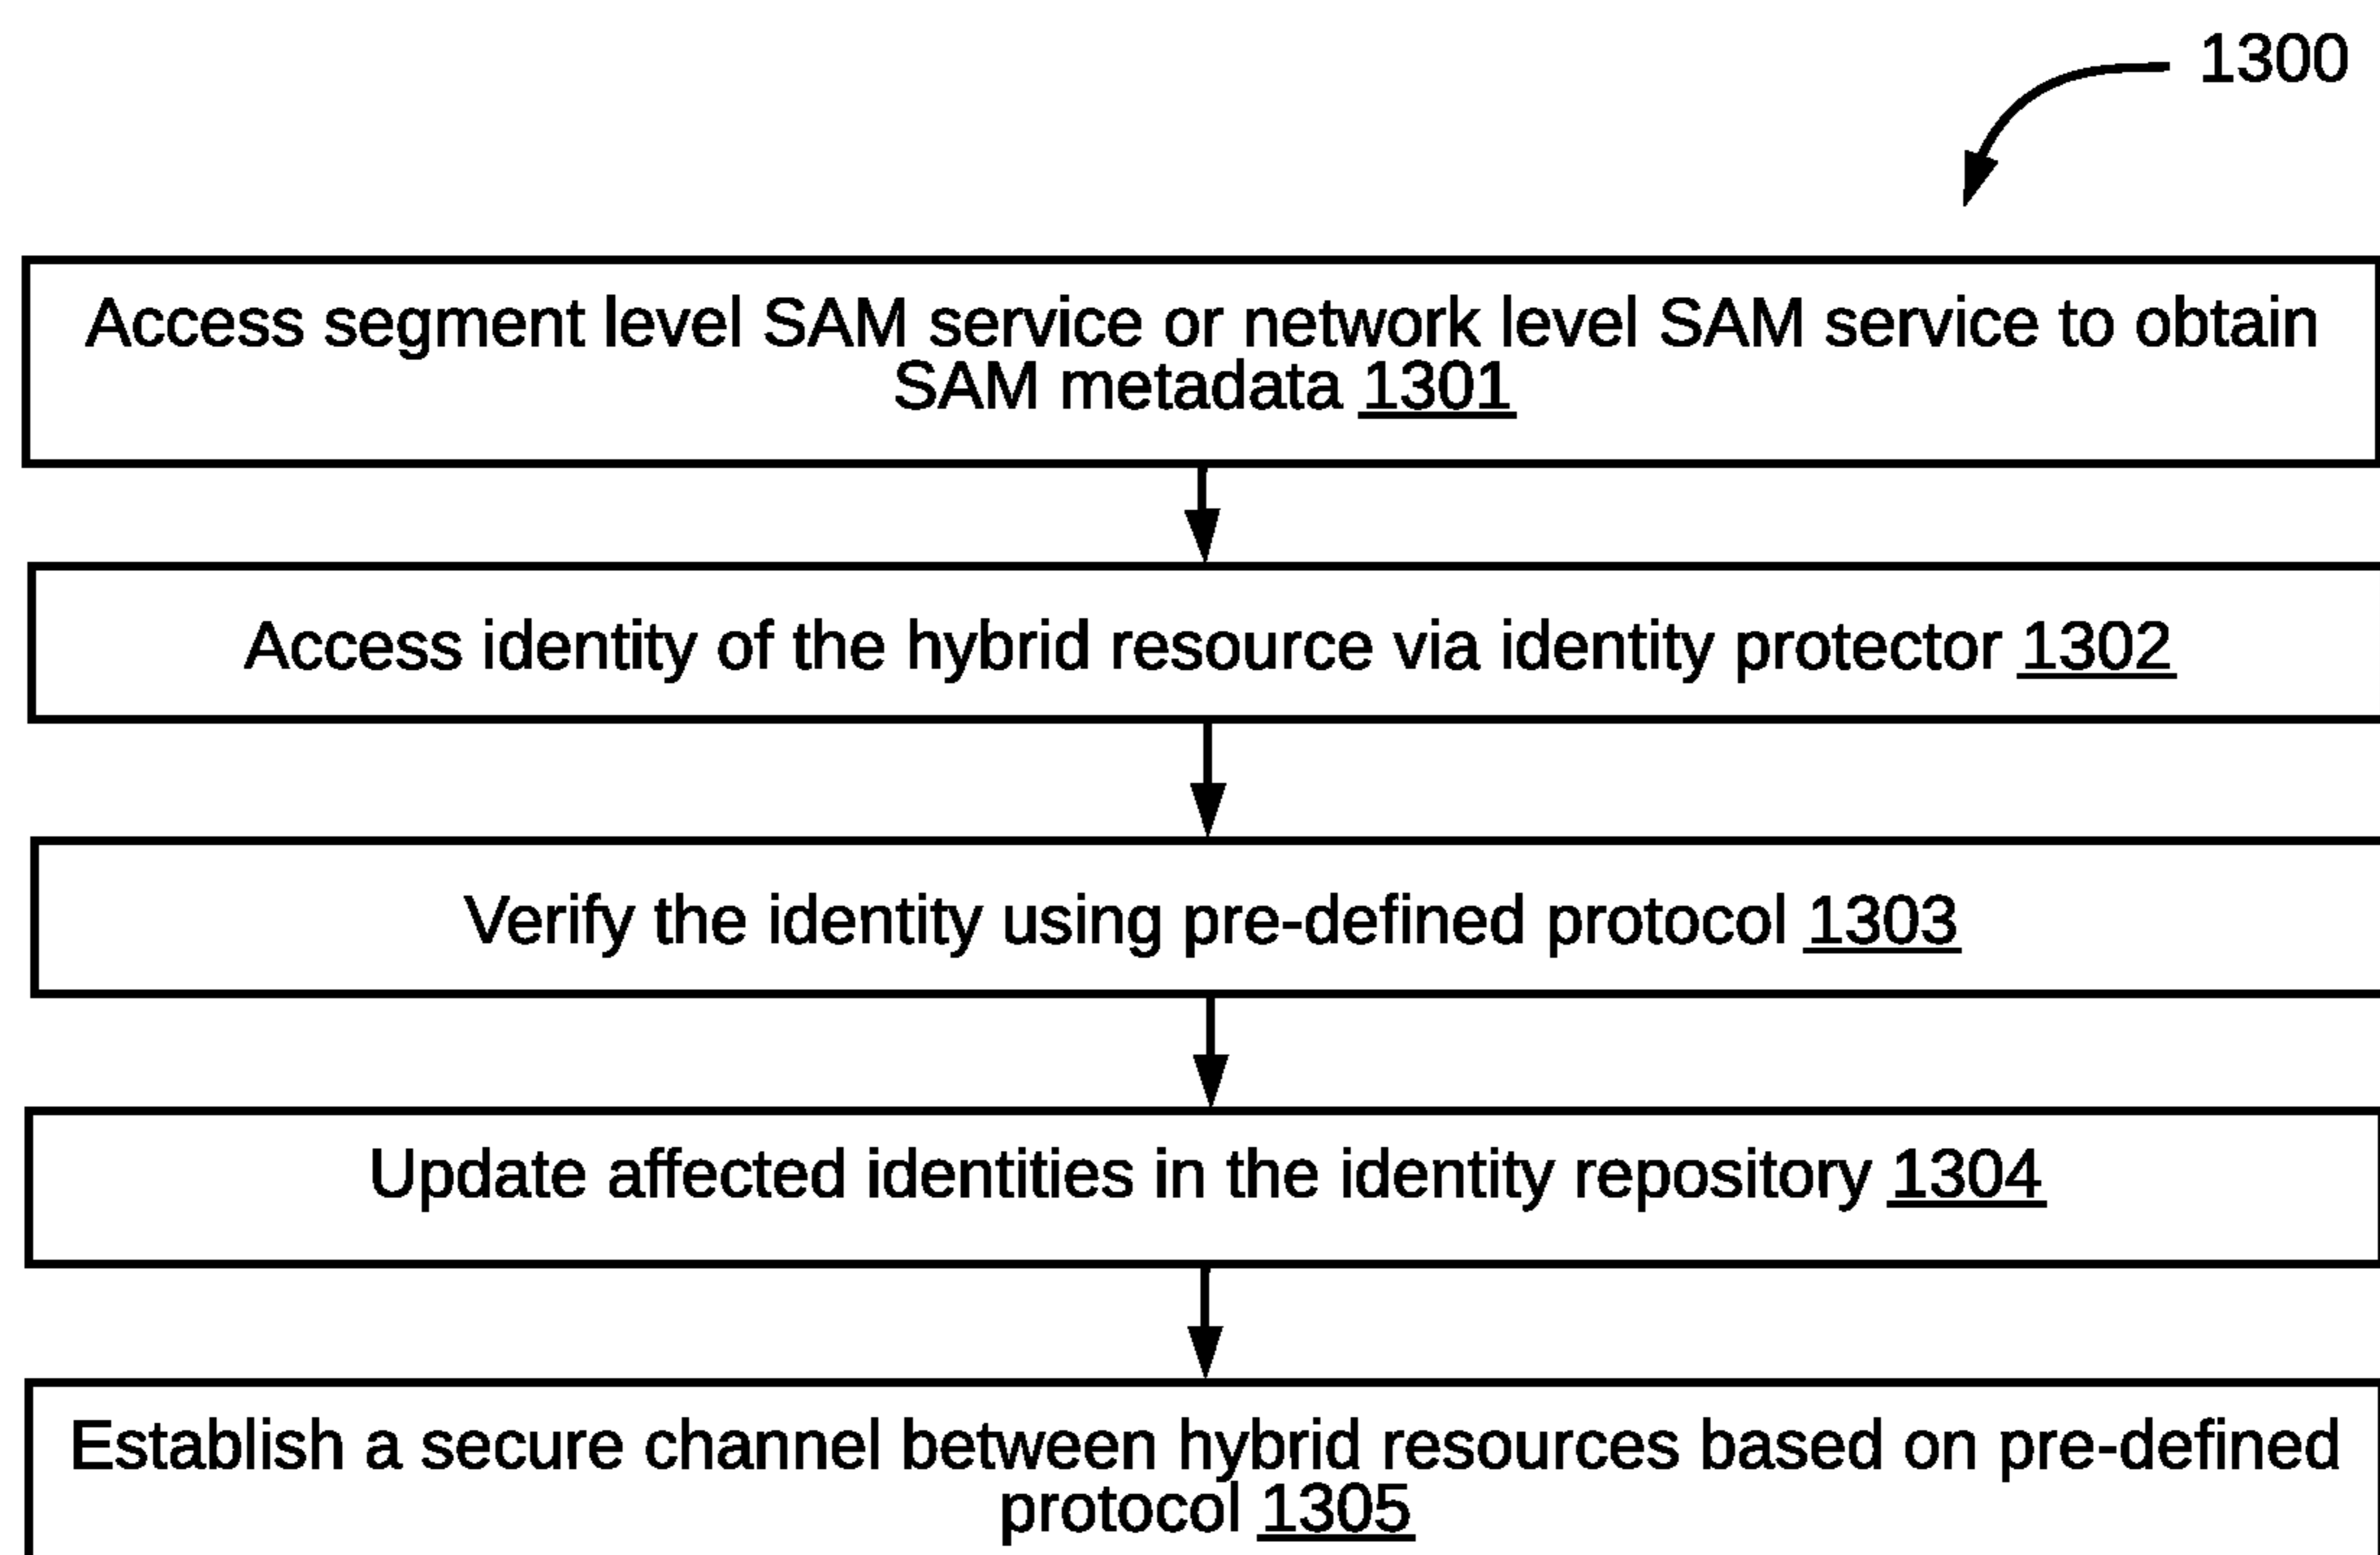 1300
Access segment level SAM service or network level SAM service to obtain
SAM metadata 1301
Access identity of the hybrid resource via identity protector 1302
Verify the identity using pre-defined protocol 1303
Update affected identities in the identity repository 1304
Establish a secure channel between hybrid resources based on pre-defined
protocol 1305